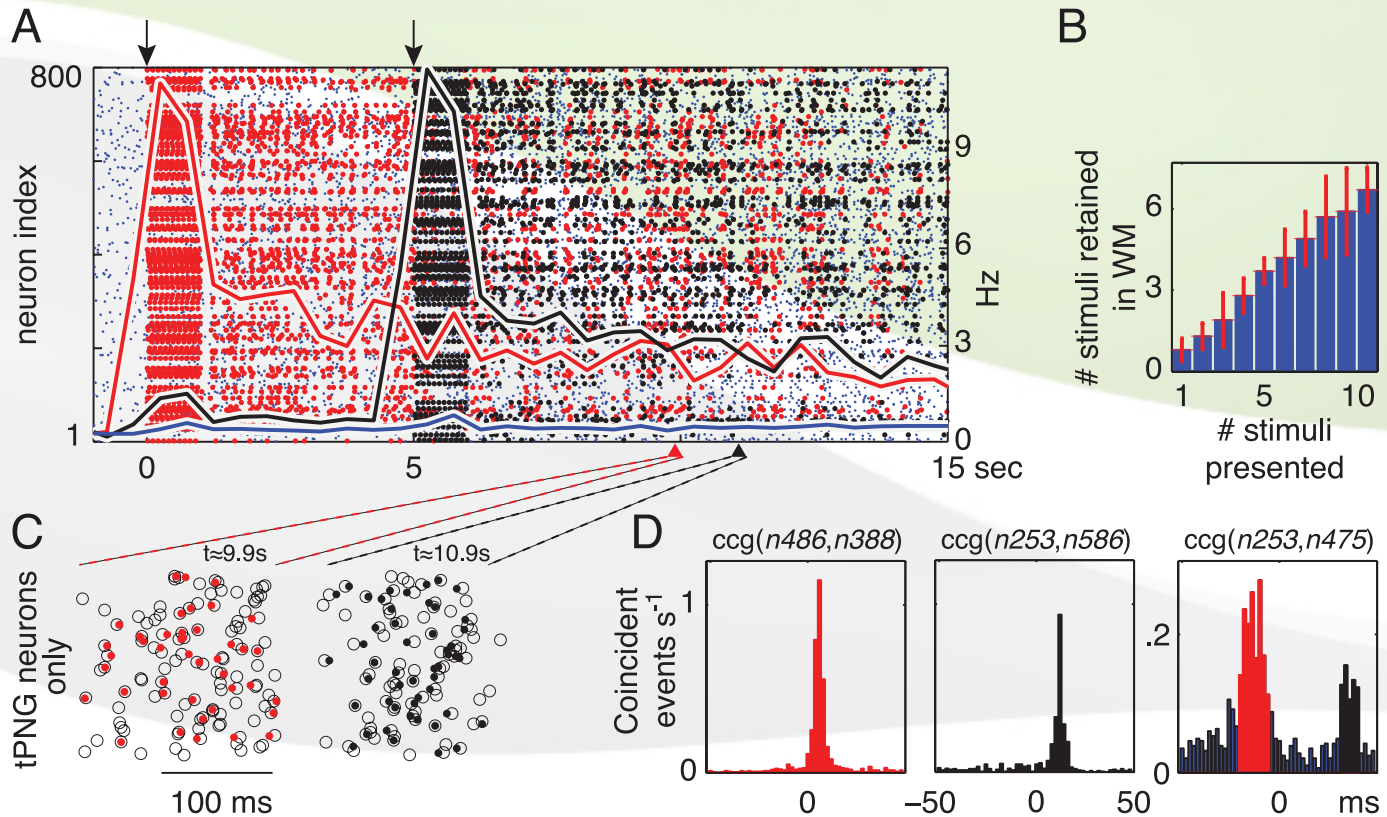 A
800
neuron index
1
0
5
15 sec
9
6
3
0
Hz
B
# stimuli retained
in WM
6
3
0
1
5
10
# stimuli
presented
C
t≈9.9s
t≈10.9s
tPNG neurons
only
100 ms
D
ccg(n486,n388)
ccg(n253,n586)
ccg(n253,n475)
Coincident
events s⁻¹
1
0
.2
0
0
−50
0
50
0
ms